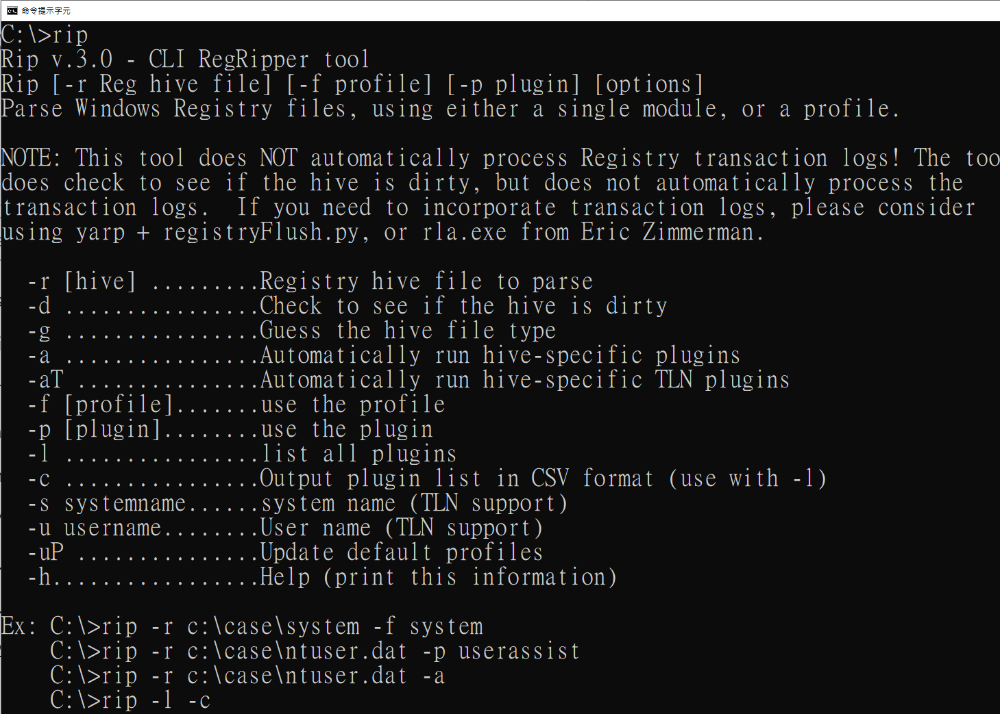 命令提示字元
C:\>rip
Rip v.3.0 - CLI RegRipper tool
Rip [-r Reg hive file] [-f profile] [-p plugin] [options]
Parse Windows Registry files, using either a single module, or a profile.

NOTE: This tool does NOT automatically process Registry transaction logs! The too
does check to see if the hive is dirty, but does not automatically process the
transaction logs.  If you need to incorporate transaction logs, please consider
using yarp + registryFlush.py, or rla.exe from Eric Zimmerman.

  -r [hive] .........Registry hive file to parse
  -d ................Check to see if the hive is dirty
  -g ................Guess the hive file type
  -a ................Automatically run hive-specific plugins
  -aT ...............Automatically run hive-specific TLN plugins
  -f [profile].......use the profile
  -p [plugin]........use the plugin
  -l ................list all plugins
  -c ................Output plugin list in CSV format (use with -l)
  -s systemname......system name (TLN support)
  -u username........User name (TLN support)
  -uP ...............Update default profiles
  -h.................Help (print this information)

Ex: C:\>rip -r c:\case\system -f system
    C:\>rip -r c:\case\ntuser.dat -p userassist
    C:\>rip -r c:\case\ntuser.dat -a
    C:\>rip -l -c